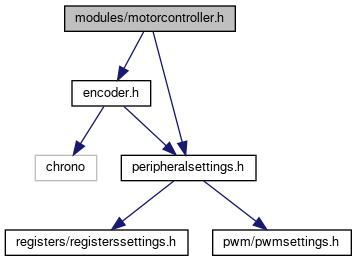 modules/motorcontroller.h
encoder.h
chrono
peripheralsettings.h
registers/registerssettings.h
pwm/pwmsettings.h